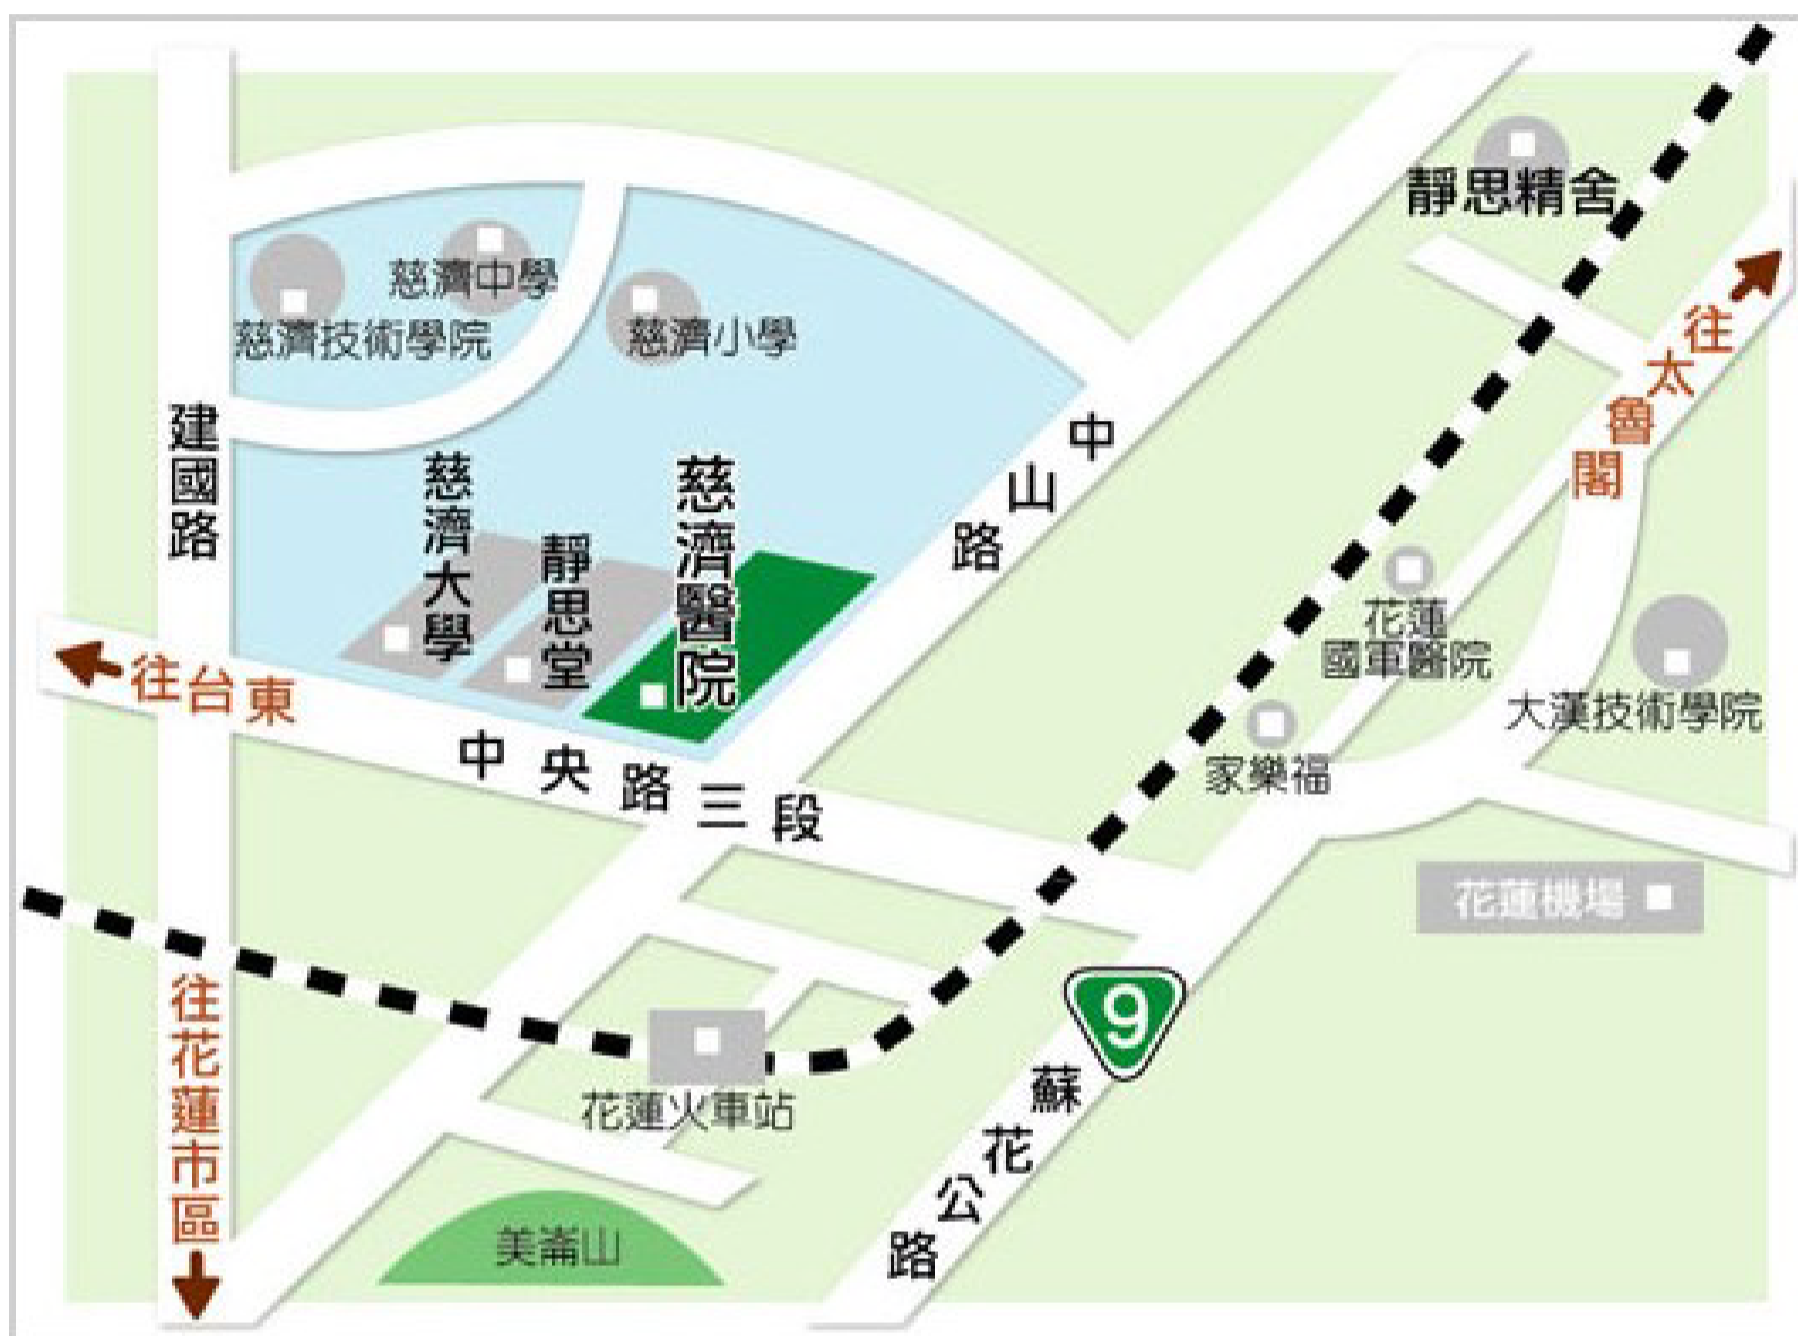 靜思精舍
慈濟中學
慈濟技術學院
慈濟小學
往太魯閣
建國路
中山路
慈濟大學
靜思堂
慈濟醫院
花蓮
國軍醫院
大漢技術學院
往台東
中央路三段
家樂福
花蓮機場
9
往花蓮市區
花蓮火車站
蘇花公路
美崙山